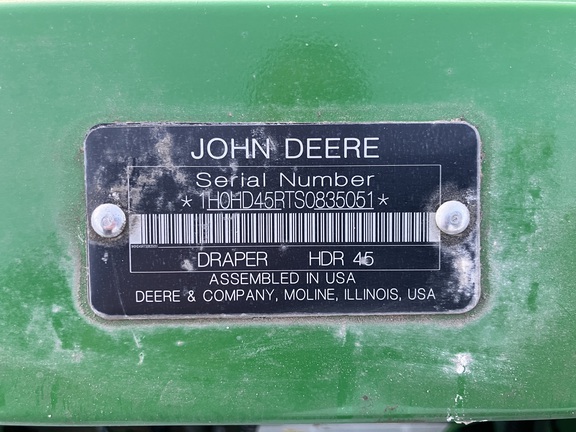 JOHN DEERE
Serial Number
*1H0HD45RTS0835051*
DRAPER HDR 45
ASSEMBLED IN USA
DEERE & COMPANY, MOLINE, ILLINOIS, USA